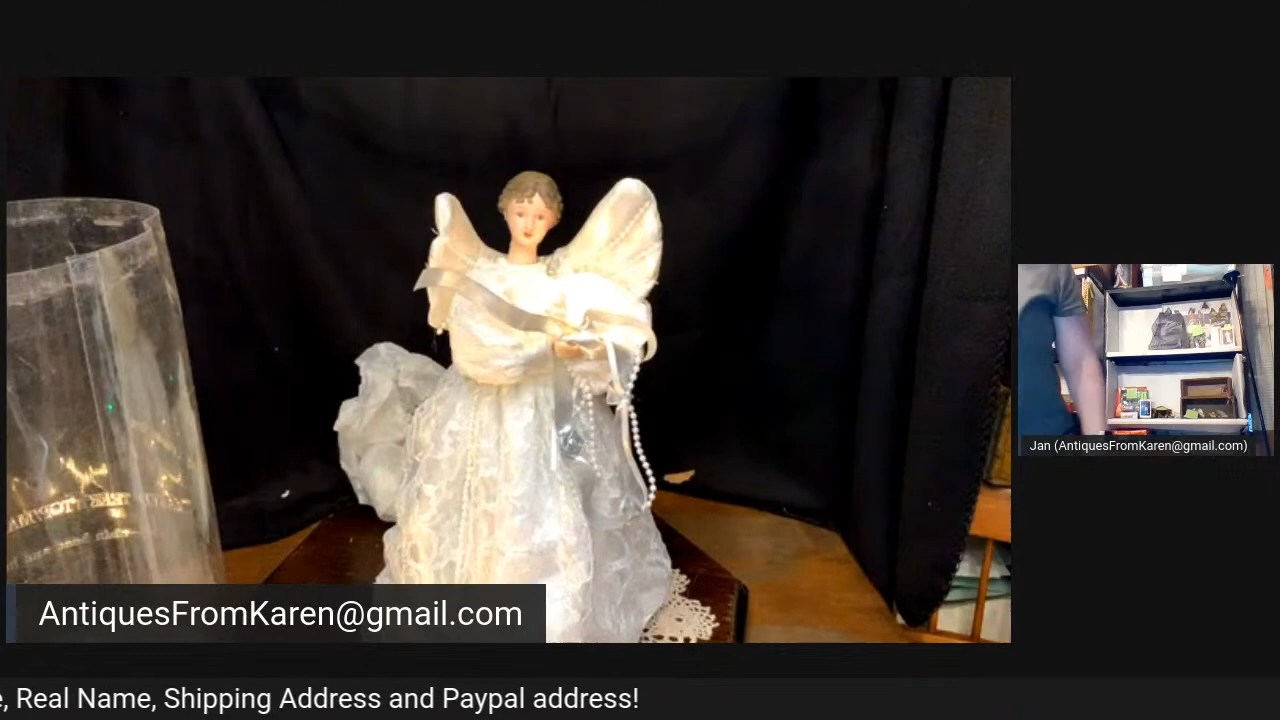 Jan (AntiquesFromKaren@gmail.com)
AntiquesFromKaren@gmail.com
e, Real Name, Shipping Address and Paypal address!